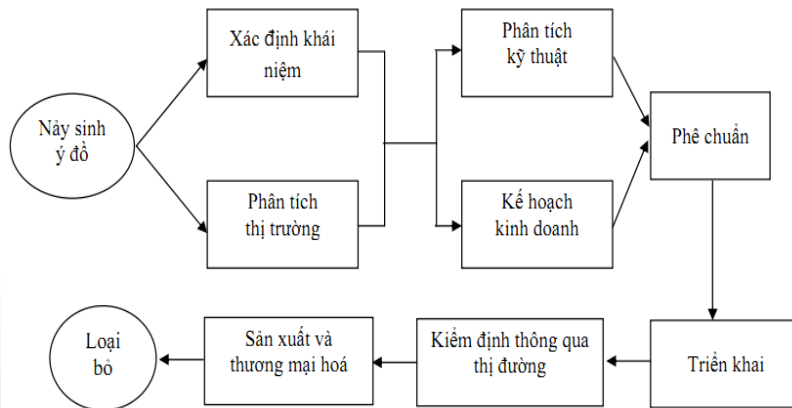 Nảy sinh
ý đồ
Xác định khái
niệm
Phân tích
thị trường
Phân tích
kỹ thuật
Kế hoạch
kinh doanh
Phê chuẩn
Triển khai
Kiểm định thông qua
thị đường
Sản xuất và
thương mại hoá
Loại
bỏ